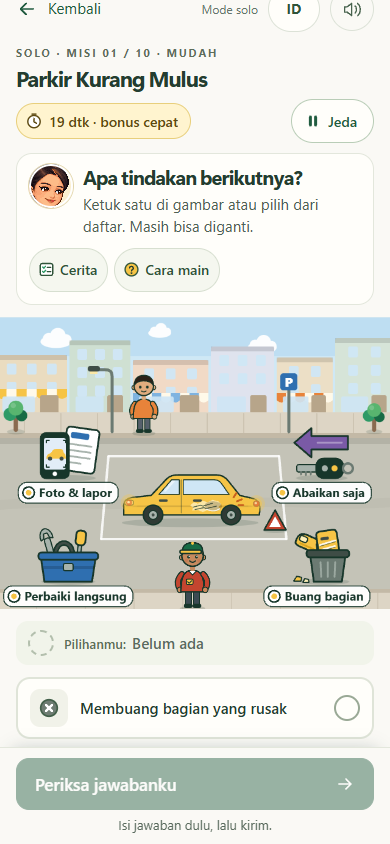 Kembali
Mode solo
ID
SOLO · MISI 01 / 10 · MUDAH
Parkir Kurang Mulus
19 dtk · bonus cepat
Jeda
Apa tindakan berikutnya?
Ketuk satu di gambar atau pilih dari
daftar. Masih bisa diganti.
Cerita
Cara main
P
Foto & lapor
Abaikan saja
Perbaiki langsung
Buang bagian
Pilihanmu: Belum ada
Membuang bagian yang rusak
Periksa jawabanku
Isi jawaban dulu, lalu kirim.